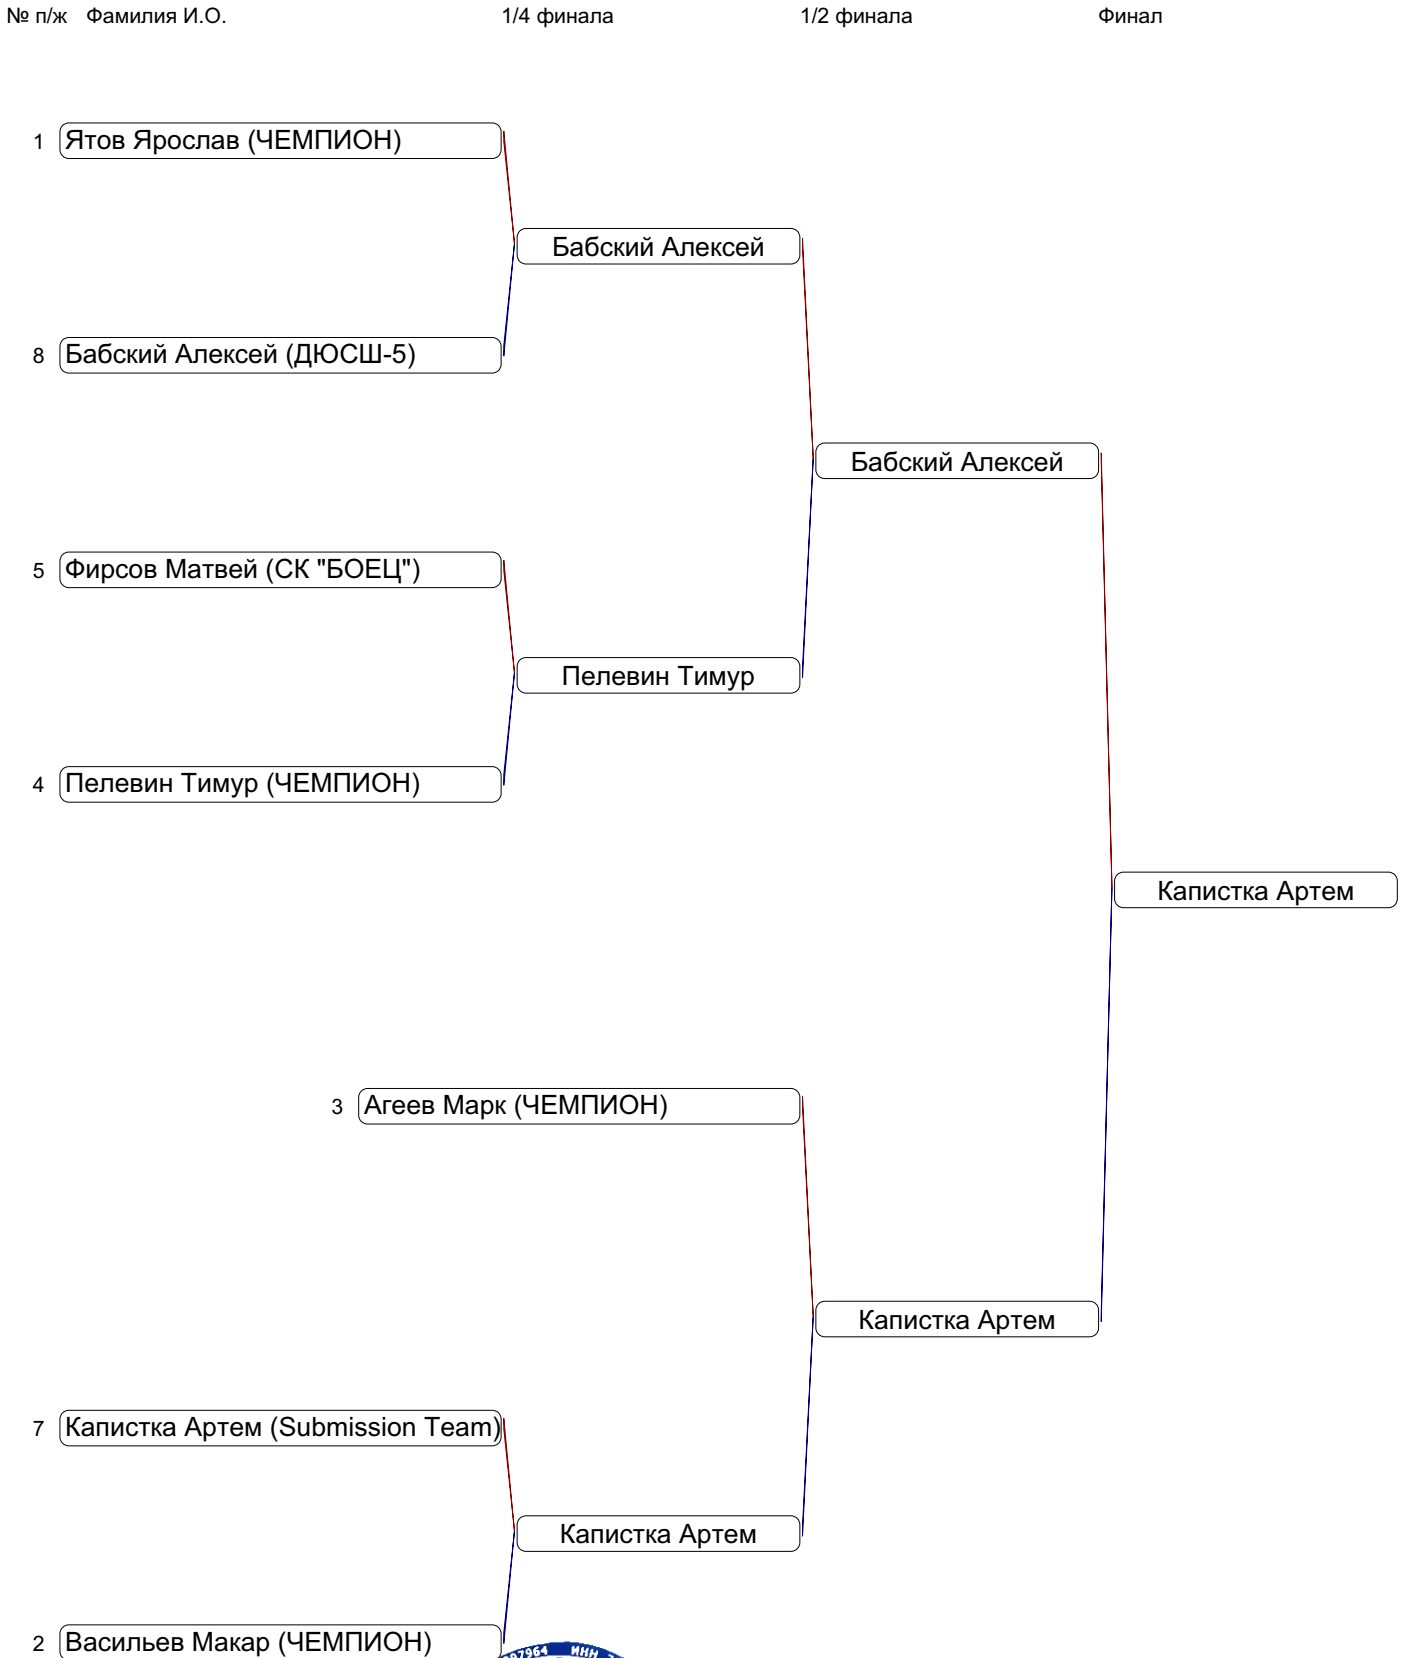 № п/ж Фамилия И.О. 1/4 финала 1/2 финала Финал
1 Ятов Ярослав (ЧЕМПИОН)
Бабский Алексей
8 Бабский Алексей (ДЮСШ-5)
Бабский Алексей
5 Фирсов Матвей (СК "БОЕЦ")
Пелевин Тимур
4 Пелевин Тимур (ЧЕМПИОН)
Капистка Артем
3 Агеев Марк (ЧЕМПИОН)
Капистка Артем
7 Капистка Артем (Submission Team)
Капистка Артем
2 Васильев Макар (ЧЕМПИОН)
7964 ИНН